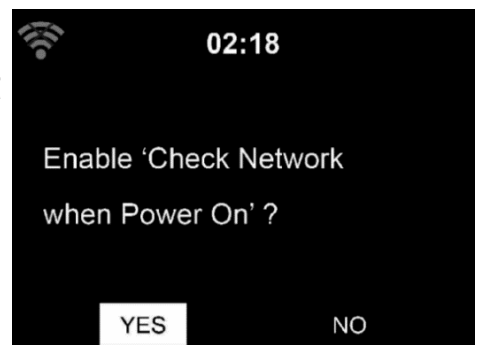 02:18
Enable ‘Check Network
when Power On’ ?
YES NO